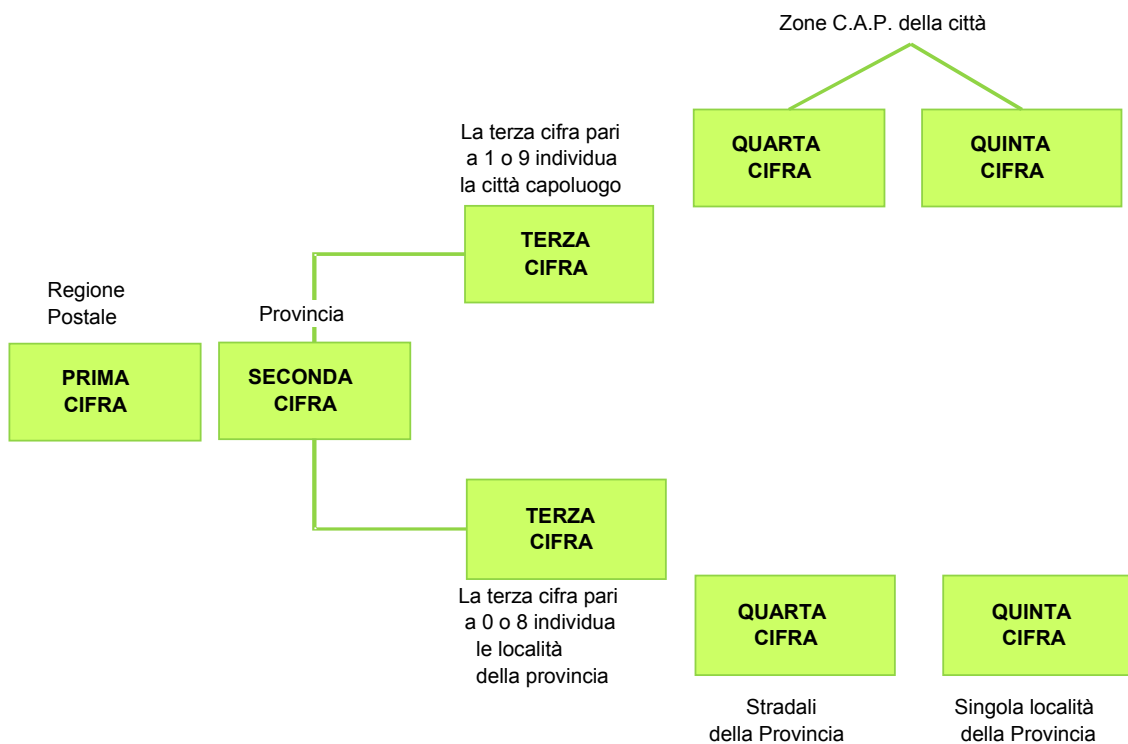 Zone C.A.P. della città
QUARTA
CIFRA
QUINTA
CIFRA
La terza cifra pari
a 1 o 9 individua
la città capoluogo
TERZA
CIFRA
Regione
Postale
Provincia
PRIMA
CIFRA
SECONDA
CIFRA
TERZA
CIFRA
La terza cifra pari
a 0 o 8 individua
le località
della provincia
QUARTA
CIFRA
QUINTA
CIFRA
Stradali
della Provincia
Singola località
della Provincia